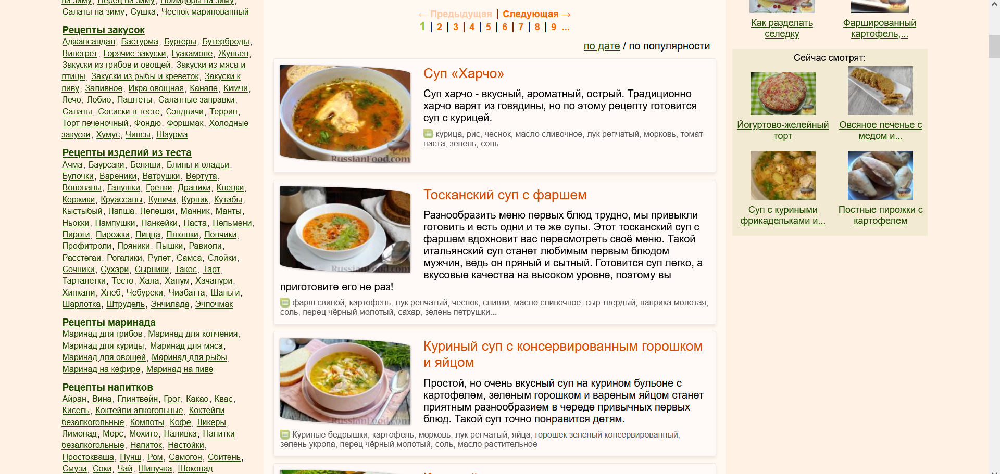 на зиму, Перец на зиму, Помидоры на зиму,
Салаты на зиму, Сушка, Чеснок маринованный
Рецепты закусок
Аджапсандал, Бастурма, Бургеры, Бутерброды,
Винегрет, Горячие закуски, Гуакамоле, Жульен,
Закуски из грибов и овощей, Закуски из мяса и
птицы, Закуски из рыбы и креветок, Закуски к
пиву, Заливное, Икра овощная, Канапе, Кимчи,
Лечо, Лобио, Паштеты, Салатные заправки,
Салаты, Сосиски в тесте, Сэндвичи, Террин,
Торт печеночный, Фондю, Форшмак, Холодные
закуски, Хумус, Чипсы, Шаурма
Рецепты изделий из теста
Ачма, Баурсаки, Беляши, Блины и оладьи,
Булочки, Вареники, Ватрушки, Вертута,
Волованы, Галушки, Гренки, Драники, Клецки,
Коржики, Круассаны, Куличи, Курник, Кутабы,
Кыстыбый, Лапша, Лепешки, Манник, Манты,
Ньокки, Пампушки, Панкейки, Паста, Пельмени,
Пироги, Пирожки, Пицца, Плюшки, Пончики,
Профитроли, Пряники, Пышки, Равиоли,
Расстегаи, Рогалики, Рулет, Самса, Слойки,
Сочники, Сухари, Сырники, Такос, Тарт,
Тарталетки, Тесто, Хала, Ханум, Хачапури,
Хинкали, Хлеб, Чебуреки, Чиабатта, Шаньги,
Шарлотка, Штрудель, Энчилада, Эчпочмак
Рецепты маринада
Маринад для грибов, Маринад для копчения,
Маринад для курицы, Маринад для мяса,
Маринад для овощей, Маринад для рыбы,
Маринад на кефире, Маринад на пиве
Рецепты напитков
Айран, Вина, Глинтвейн, Грог, Какао, Квас,
Кисель, Коктейли алкогольные, Коктейли
безалкогольные, Компоты, Кофе, Ликеры,
Лимонад, Морс, Мохито, Наливка, Напитки
безалкогольные, Напиток, Настойки,
Простокваша, Пунш, Ром, Самогон, Сбитень,
Смузи, Соки, Чай, Шипучка, Шоколад
← Предыдущая | Следующая →
1 | 2 | 3 | 4 | 5 | 6 | 7 | 8 | 9 ...
по дате / по популярности
Суп «Харчо»
Суп харчо - вкусный, ароматный, острый. Традиционно
харчо варят из говядины, но по этому рецепту готовится
суп с курицей.
курица, рис, чеснок, масло сливочное, лук репчатый, морковь, томат-
паста, зелень, соль
RussianFood.com
Тосканский суп с фаршем
Разнообразить меню первых блюд трудно, мы привыкли
готовить и есть одни и те же супы. Этот тосканский суп с
фаршем вдохновит вас пересмотреть своё меню. Такой
итальянский суп станет любимым первым блюдом
мужчин, ведь он пряный и сытный. Готовится суп легко, а
вкусовые качества на высоком уровне, поэтому вы
приготовите его не раз!
RussianFood.com
фарш свиной, картофель, лук репчатый, чеснок, сливки, масло сливочное, сыр твёрдый, паприка молотая,
соль, перец чёрный молотый, сахар, зелень петрушки...
Куриный суп с консервированным горошком
и яйцом
Простой, но очень вкусный суп на курином бульоне с
картофелем, зеленым горошком и вареным яйцом станет
приятным разнообразием в череде привычных первых
блюд. Такой суп точно понравится детям.
RussianFood.com
Куриные бедрышки, картофель, морковь, лук репчатый, яйца, горошек зелёный консервированный,
зелень укропа, перец чёрный молотый, соль, масло растительное
Как разделать
селедку
Фаршированный
картофель,...
Сейчас смотрят:
Йогуртово-желейный
торт
Овсяное печенье с
медом и...
Суп с куриными
фрикадельками и...
Постные пирожки с
картофелем